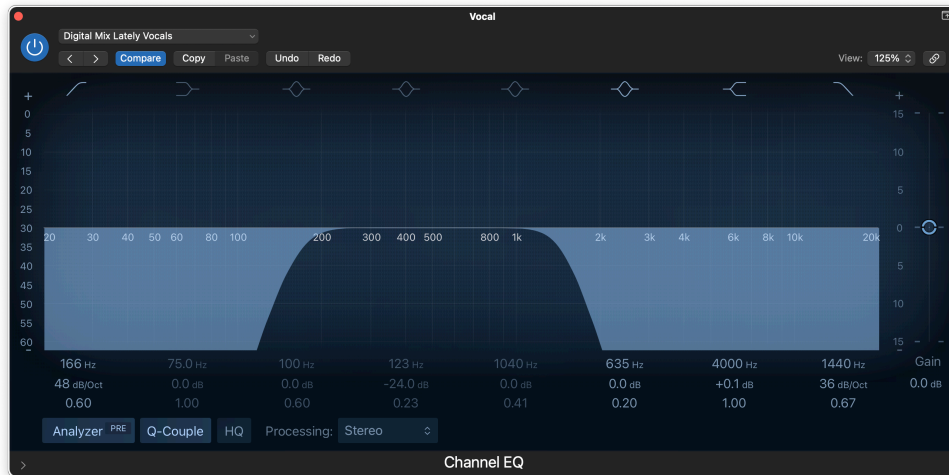 Vocal
Digital Mix Lately Vocals
Compare Copy Paste Undo Redo View: 125%
+ +
0 15
5
10 10
15
20 5
25
30 20 30 40 50 60 80 100 200 300 400 500 800 1k 2k 3k 4k 6k 8k 10k 20k 0
35
40 5
45
50 10
55
60 15
- -
166 Hz 75.0 Hz 100 Hz 123 Hz 1040 Hz 635 Hz 4000 Hz 1440 Hz Gain
48 dB/Oct 0.0 dB 0.0 dB -24.0 dB 0.0 dB 0.0 dB +0.1 dB 36 dB/Oct 0.0 dB
0.60 1.00 0.60 0.23 0.41 0.20 1.00 0.67
Analyzer PRE Q-Couple HQ Processing: Stereo
Channel EQ